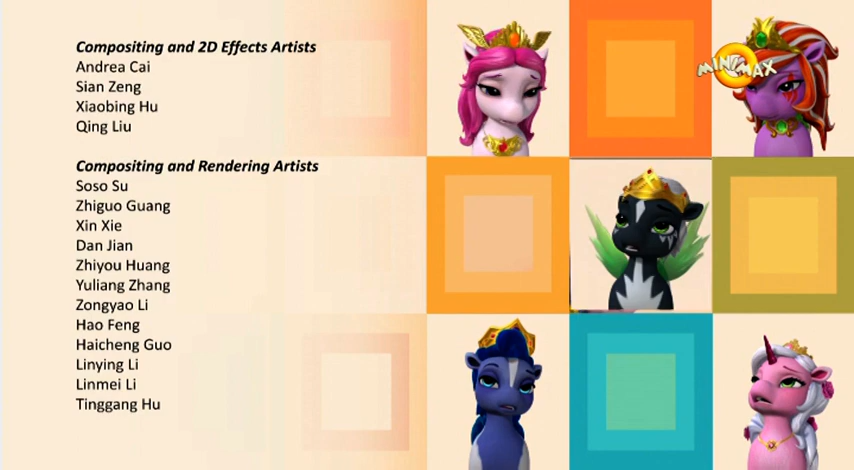 Compositing and 2D Effects Artists
Andrea Cai
Sian Zeng
Xiaobing Hu
Qing Liu
Compositing and Rendering Artists
Soso Su
Zhiguo Guang
Xin Xie
Dan Jian
Zhiyou Huang
Yuliang Zhang
Zongyao Li
Hao Feng
Haicheng Guo
Linying Li
Linmei Li
Tinggang Hu
MINIMAX